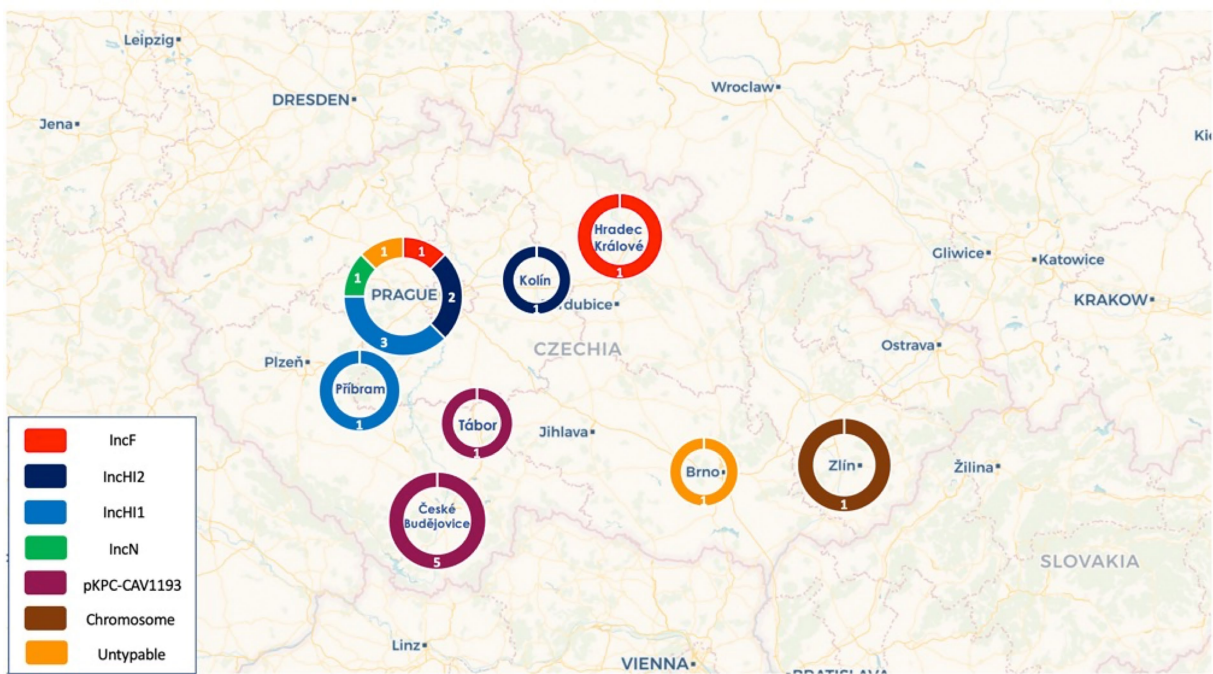 Leipzig
DRESDEN
Wroclaw
Jena
Hradec
Králové
1
1
1
Kolín
1
PRAGUE
2
1
3
dubice
Gliwice
Katowice
KRAKOW
CZECHIA
Ostrava
Plzeň
Příbram
1
Tábor
1
Jihlava
Brno
1
Zlín
1
Žilina
České
Budějovice
5
SLOVAKIA
Linz
VIENNA
BRATISLAVA
IncF
IncHI2
IncHI1
IncN
pKPC-CAV1193
Chromosome
Untypable